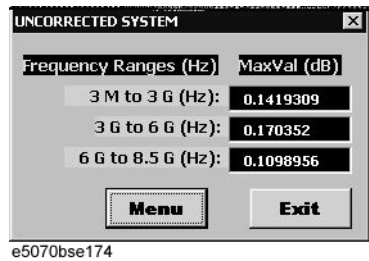 UNCORRECTED SYSTEM
Frequency Ranges (Hz) MaxVal (dB)
3 M to 3 G (Hz): 0.1419309
3 G to 6 G (Hz): 0.170352
6 G to 8.5 G (Hz): 0.1098956
Menu Exit
e5070bse174